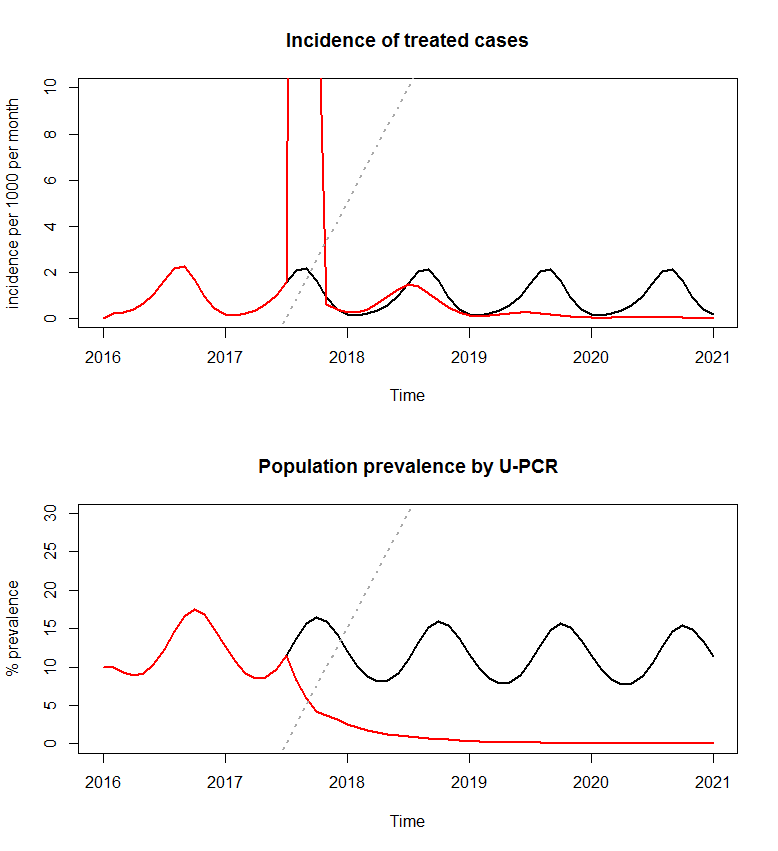 Incidence of treated cases
incidence per 1000 per month
10
8
6
4
2
0
2016 2017 2018 2019 2020 2021
Time
Population prevalence by U-PCR
% prevalence
30
25
20
15
10
5
0
2016 2017 2018 2019 2020 2021
Time